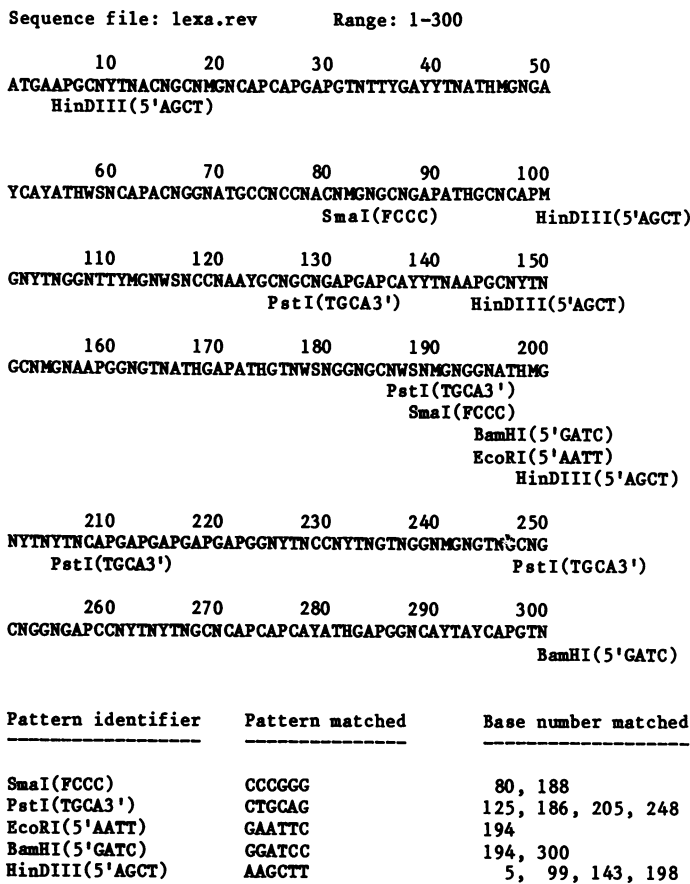 Sequence file: lexa.rev Range: 1-300
10 20 30 40 50
ATGAAPGCNYTNACNGCNMGNCAPCAPGAPGTNTTYGAYYTNATHMGNGA
HinDIII(5'AGCT)
60 70 80 90 100
YCAYATHWSNCAPACNGGNATGCCNCCNACNMGNGCNGAPATHGCNCAPM
SmaI(FCCC) HinDIII(5'AGCT)
110 120 130 140 150
GNYTNGGNTTYMGNWSNCCNAAYGCNGCNGAPGAPCAYYTNAAPGCNYTN
PstI(TGCA3') HinDIII(5'AGCT)
160 170 180 190 200
GCNMGNAAPGGNGTNATHGAPATHGTNWSNGGNGCNWSNMGNGGNATHMG
PstI(TGCA3')
SmaI(FCCC)
BamHI(5'GATC)
EcoRI(5'AATT)
HinDIII(5'AGCT)
210 220 230 240 250
NYTNYTNCAPGAPGAPGAPGAPGGNYTNCCNYTNGTNGGNMGNGTNGCNG
PstI(TGCA3') PstI(TGCA3')
260 270 280 290 300
CNGGNGAPCCNYTNYTNGCNCAPCAPCAYATHGAPGGNCAYTAYCAPGTN
BamHI(5'GATC)
Pattern identifier Pattern matched Base number matched
SmaI(FCCC) CCCGGG 80, 188
PstI(TGCA3') CTGCAG 125, 186, 205, 248
EcoRI(5'AATT) GAATTC 194
BamHI(5'GATC) GGATCC 194, 300
HinDIII(5'AGCT) AAGCTT 5, 99, 143, 198